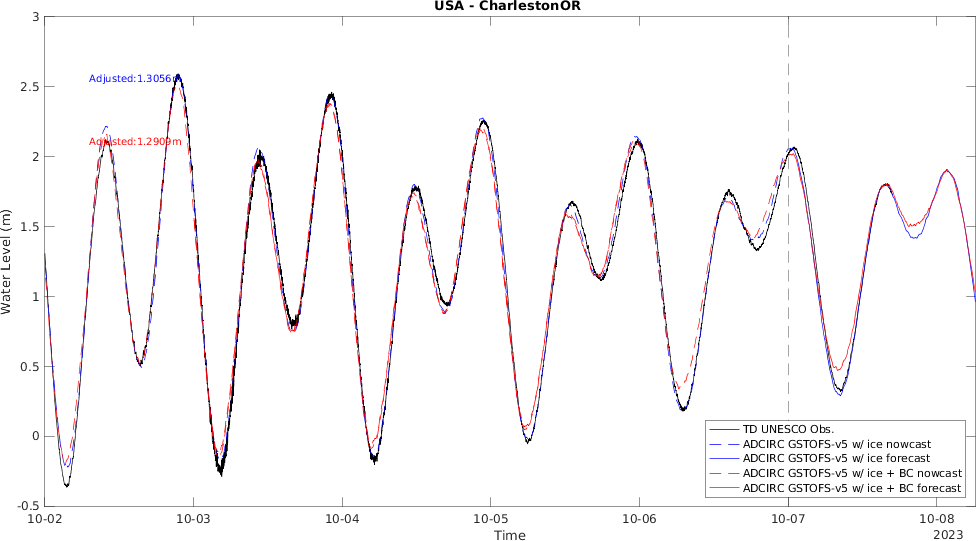 USA - CharlestonOR
3
2.5
2
1.5
1
0.5
0
-0.5
Water Level (m)
Adjusted:1.3056m
Adjusted:1.2909m
TD UNESCO Obs.
ADCIRC GSTOFS-v5 w/ ice nowcast
ADCIRC GSTOFS-v5 w/ ice forecast
ADCIRC GSTOFS-v5 w/ ice + BC nowcast
ADCIRC GSTOFS-v5 w/ ice + BC forecast
10-02 10-03 10-04 10-05 10-06 10-07 10-08
Time
2023